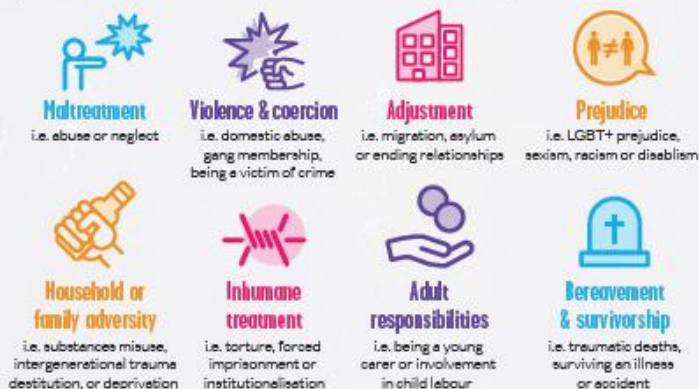 Maltreatment
i.e. abuse or neglect
Violence & coercion
i.e. domestic abuse,
gang membership,
being a victim of crime
Adjustment
i.e. migration, asylum
or ending relationships
Prejudice
i.e. LGBT+ prejudice,
sexism, racism or disablism
Household or
family adversity
i.e. substances misuse,
intergenerational trauma
destitution, or deprivation
Inhumane
treatment
i.e. torture, forced
imprisonment or
institutionalisation
Adult
responsibilities
i.e. being a young
carer or involvement
in child labour
Bereavement
& survivorship
i.e. traumatic deaths,
surviving an illness
or accident